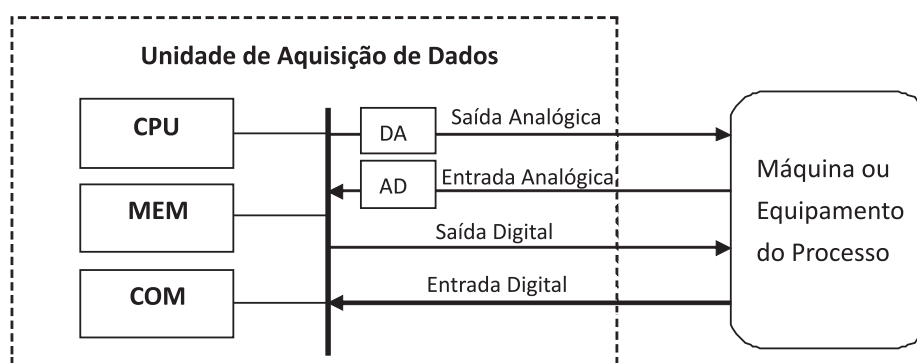 Unidade de Aquisição de Dados
CPU
MEM
COM
DA
Saída Analógica
AD
Entrada Analógica
Saída Digital
Entrada Digital
Máquina ou
Equipamento
do Processo